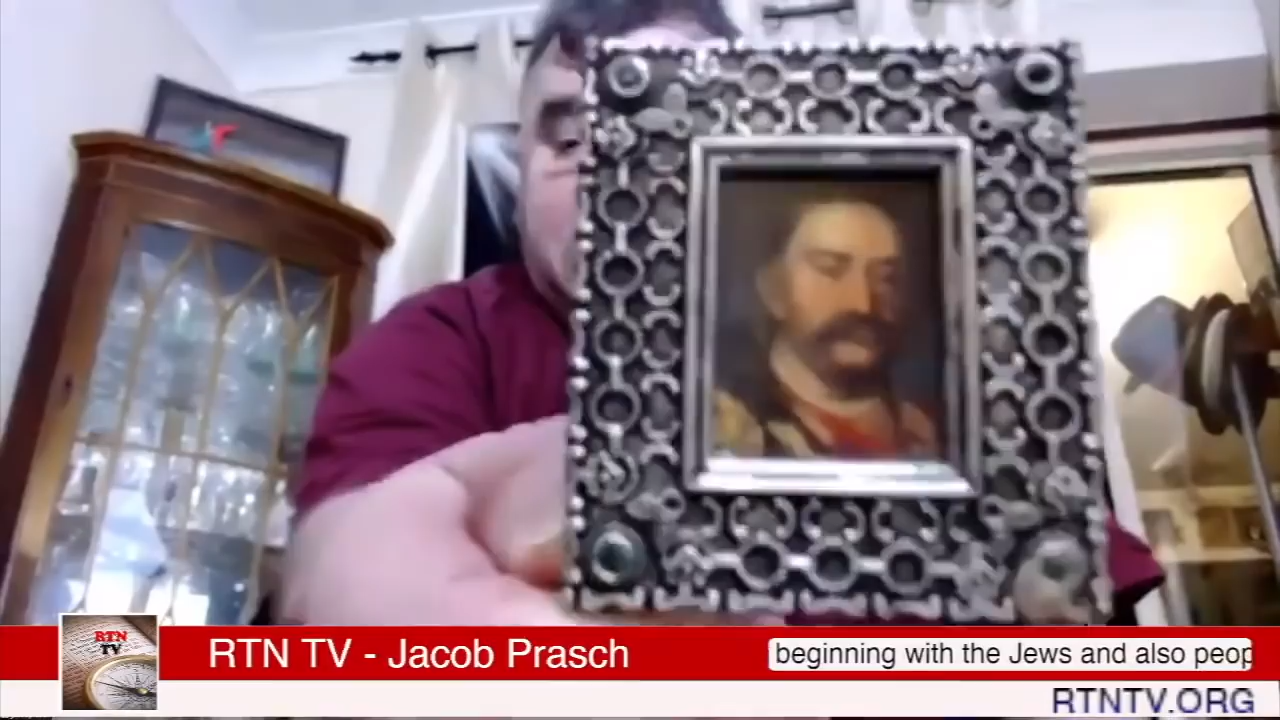 RTN
TV
RTN TV - Jacob Prasch
beginning with the Jews and also peop
RTNTV.ORG